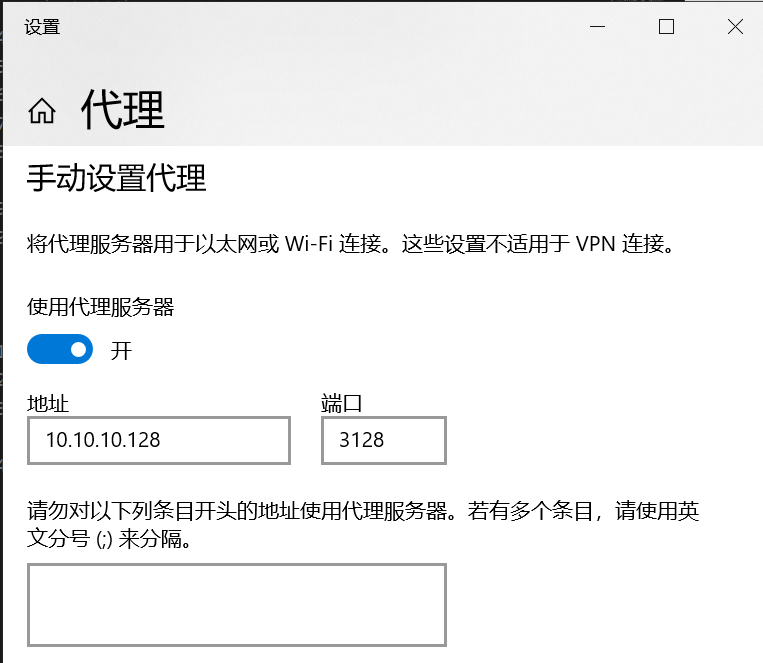 设置
代理
手动设置代理
将代理服务器用于以太网或 Wi-Fi 连接。这些设置不适用于 VPN 连接。
使用代理服务器
开
地址 端口
10.10.10.128 3128
请勿对以下列条目开头的地址使用代理服务器。若有多个条目，请使用英
文分号 (;) 来分隔。